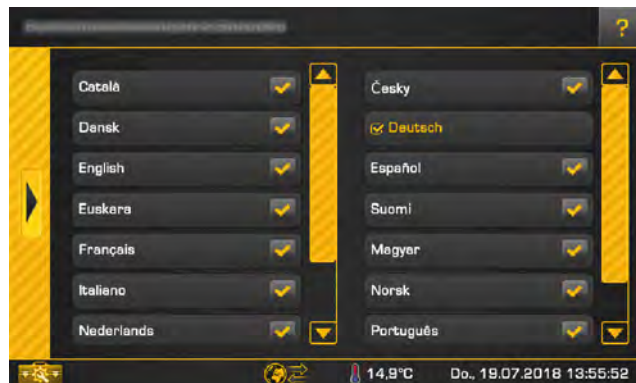 ?
Català
Dansk
English
Euskara
Français
Italiano
Nederlands
Česky
Deutsch
Español
Suomi
Magyar
Norsk
Português
14,9°C Do., 19.07.2018 13:55:52